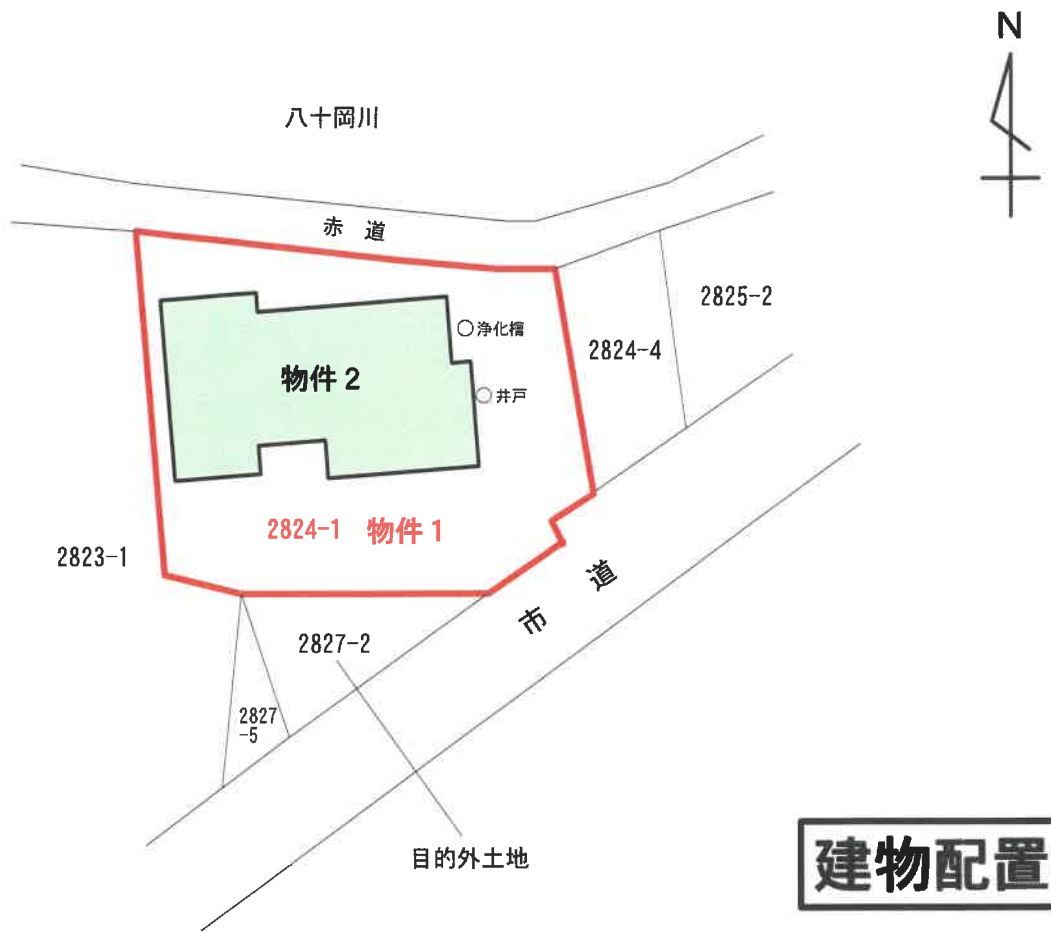 N
八十岡川
赤 道
2825-2
浄化槽
2824-4
物件2
井戸
2824-1 物件1
2823-1
市 道
2827-2
2827
-5
目的外土地
建物配置